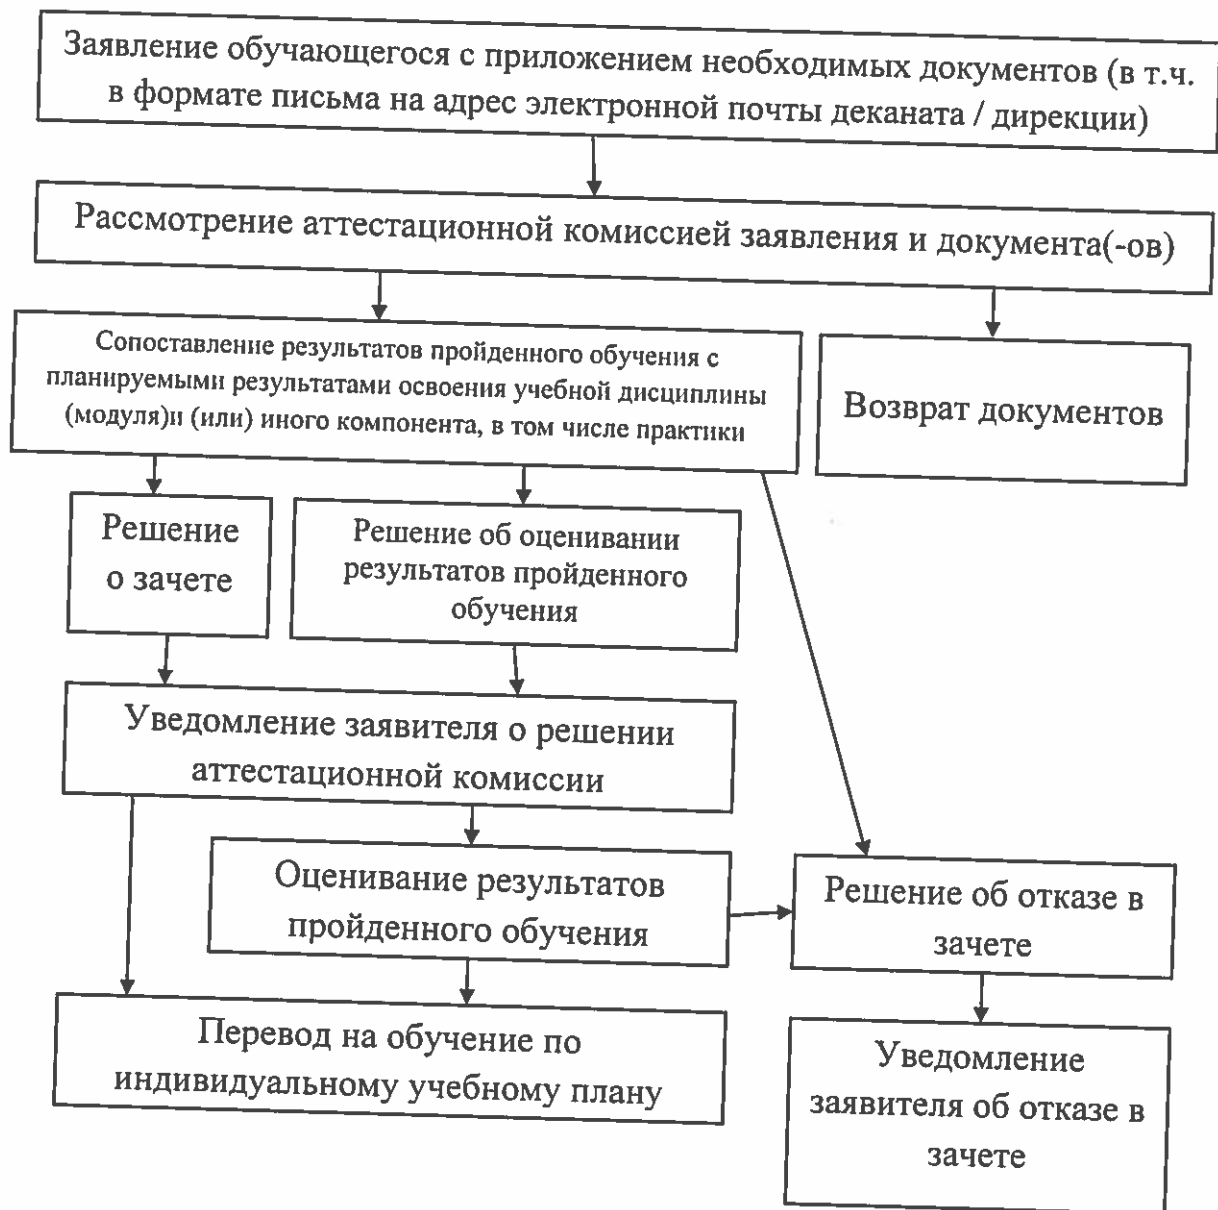 Заявление обучающегося с приложением необходимых документов (в т.ч.
в формате письма на адрес электронной почты деканата / дирекции)
Рассмотрение аттестационной комиссией заявления и документа(-ов)
Сопоставление результатов пройденного обучения с
планируемыми результатами освоения учебной дисциплины
(модуля)и (или) иного компонента, в том числе практики
Возврат документов
Решение
о зачете
Решение об оценивании
результатов пройденного
обучения
Уведомление заявителя о решении
аттестационной комиссии
Оценивание результатов
пройденного обучения
Решение об отказе в
зачете
Перевод на обучение по
индивидуальному учебному плану
Уведомление
заявителя об отказе в
зачете